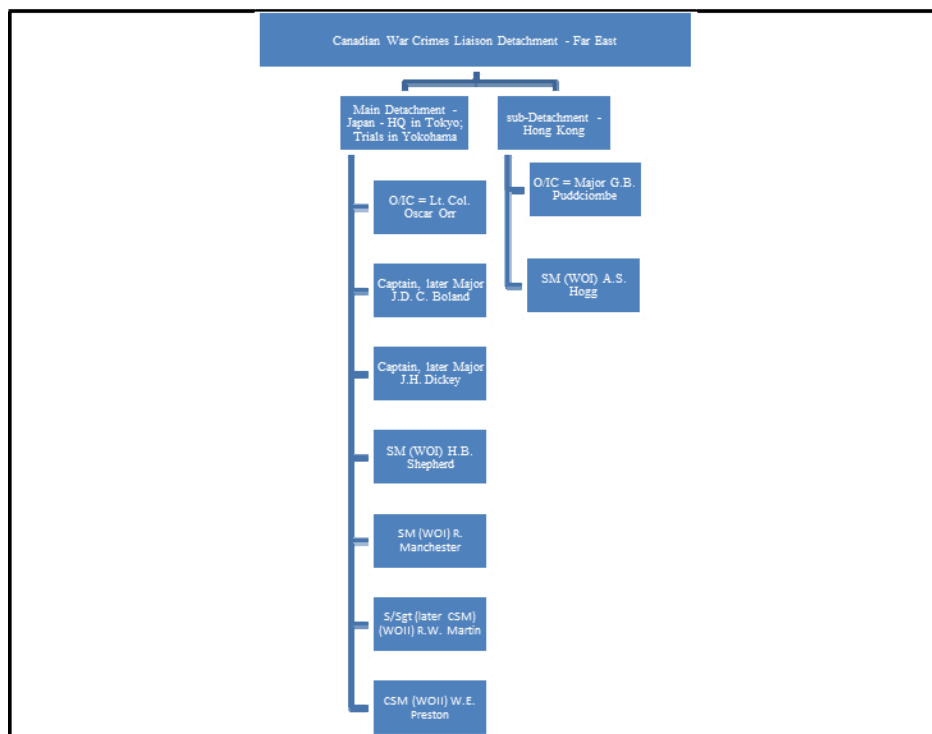 Canadian War Crimes Liaison Detachment - Far East
Main Detachment -
Japan - HQ in Tokyo;
Trials in Yokohama
sub-Detachment -
Hong Kong
O/IC = Lt. Col.
Oscar Orr
Captain, later Major
J.D. C. Boland
Captain, later Major
J.H. Dickey
SM (WOI) H.B.
Shepherd
SM (WOI) R.
Manchester
S/Sgt (later CSM)
(WOII) R.W. Martin
CSM (WOII) W.E.
Preston
O/IC = Major G.B.
Puddciombe
SM (WOI) A.S.
Hogg